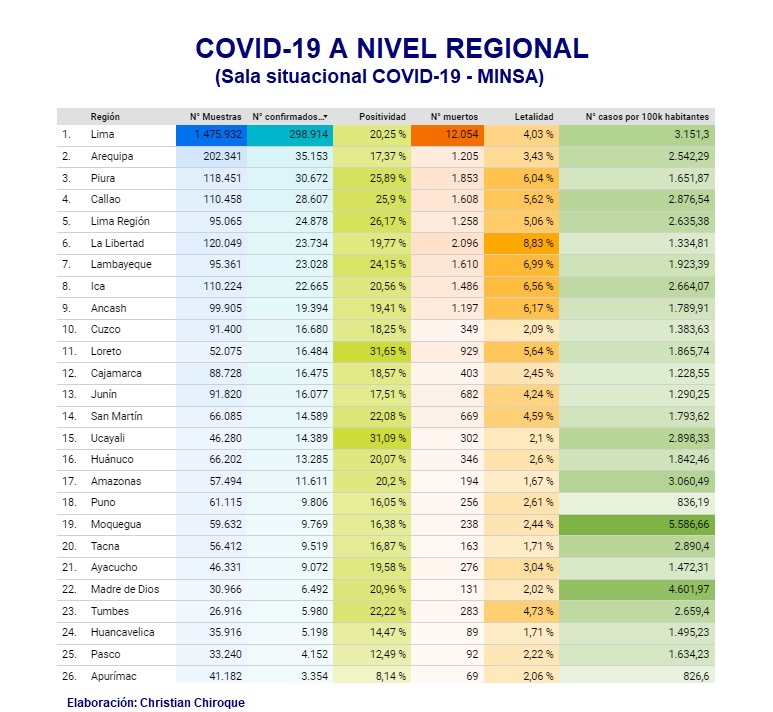 COVID-19 A NIVEL REGIONAL
(Sala situacional COVID-19 - MINSA)
Región N° Muestras N° confirmados... Positividad N° muertos Letalidad N° casos por 100k habitantes
1. Lima 1.475.932 298.914 20,25 % 12.054 4,03 % 3.151,3
2. Arequipa 202.341 35.153 17,37 % 1.205 3,43 % 2.542,29
3. Piura 118.451 30.672 25,89 % 1.853 6,04 % 1.651,87
4. Callao 110.458 28.607 25,9 % 1.608 5,62 % 2.876,54
5. Lima Región 95.065 24.878 26,17 % 1.258 5,06 % 2.635,38
6. La Libertad 120.049 23.734 19,77 % 2.096 8,83 % 1.334,81
7. Lambayeque 95.361 23.028 24,15 % 1.610 6,99 % 1.923,39
8. Ica 110.224 22.665 20,56 % 1.486 6,56 % 2.664,07
9. Ancash 99.905 19.394 19,41 % 1.197 6,17 % 1.789,91
10. Cuzco 91.400 16.680 18,25 % 349 2,09 % 1.383,63
11. Loreto 52.075 16.484 31,65 % 929 5,64 % 1.865,74
12. Cajamarca 88.728 16.475 18,57 % 403 2,45 % 1.228,55
13. Junín 91.820 16.077 17,51 % 682 4,24 % 1.290,25
14. San Martín 66.085 14.589 22,08 % 669 4,59 % 1.793,62
15. Ucayali 46.280 14.389 31,09 % 302 2,1 % 2.898,33
16. Huánuco 66.202 13.285 20,07 % 346 2,6 % 1.842,46
17. Amazonas 57.494 11.611 20,2 % 194 1,67 % 3.060,49
18. Puno 61.115 9.806 16,05 % 256 2,61 % 836,19
19. Moquegua 59.632 9.769 16,38 % 238 2,44 % 5.586,66
20. Tacna 56.412 9.519 16,87 % 163 1,71 % 2.890,4
21. Ayacucho 46.331 9.072 19,58 % 276 3,04 % 1.472,31
22. Madre de Dios 30.966 6.492 20,96 % 131 2,02 % 4.601,97
23. Tumbes 26.916 5.980 22,22 % 283 4,73 % 2.659,4
24. Huancavelica 35.916 5.198 14,47 % 89 1,71 % 1.495,23
25. Pasco 33.240 4.152 12,49 % 92 2,22 % 1.634,23
26. Apurímac 41.182 3.354 8,14 % 69 2,06 % 826,6
Elaboración: Christian Chiroque